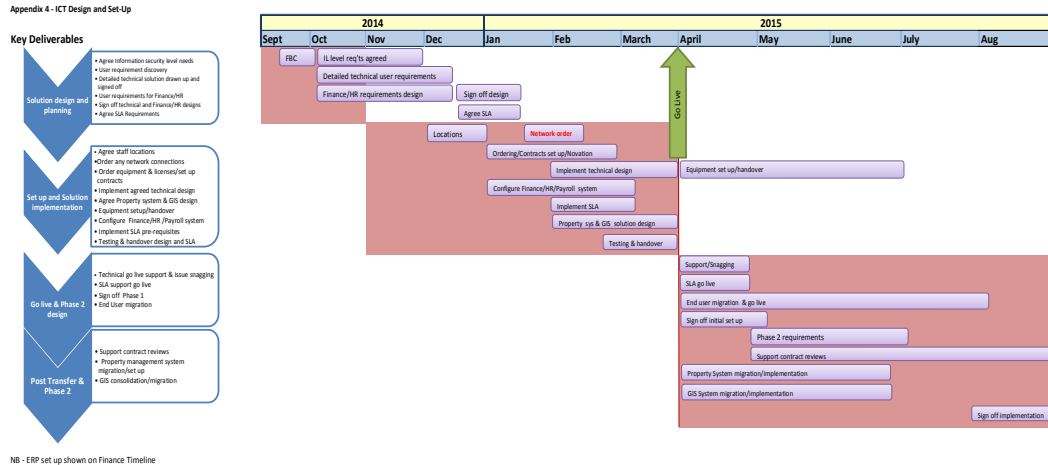 Appendix 4 - ICT Design and Set-Up
Key Deliverables
2014
2015
Sept
Oct
Nov
Dec
Jan
Feb
March
April
May
June
July
Aug
Solution design and
planning
• Agree Information security level needs
• User requirement discovery
• Detailed technical solution drawn up and
signed off
• User requirements for Finance/HR
• Sign off technical and Finance/HR designs
• Agree SLA Requirements
FBC
IL level req'ts agreed
Detailed technical user requirements
Finance/HR requirements design
Sign off design
Agree SLA
Go Live
Set up and Solution
implementation
• Agree staff locations
•Order any network connections
• Order equipment & licenses/set up
contracts
• Implement agreed technical design
• Agree Property system & GIS design
• Equipment setup/handover
• Configure Finance/HR /Payroll system
• Implement SLA pre-requisites
• Testing & handover design and SLA
Locations
Network order
Ordering/Contracts set up/Novation
Implement technical design
Equipment set up/handover
Configure Finance/HR/Payroll system
Implement SLA
Property sys & GIS solution design
Testing & handover
Go live & Phase 2
design
• Technical go live support & issue snagging
• SLA support go live
• Sign off Phase 1
• End User migration
Support/Snagging
SLA go live
End user migration & go live
Sign off initial set up
Phase 2 requirements
Support contract reviews
Post Transfer &
Phase 2
• Support contract reviews
• Property management system
migration/set up
• GIS consolidation/migration
Property System migration/implementation
GIS System migration/implementation
Sign off implementation
NB - ERP set up shown on Finance Timeline